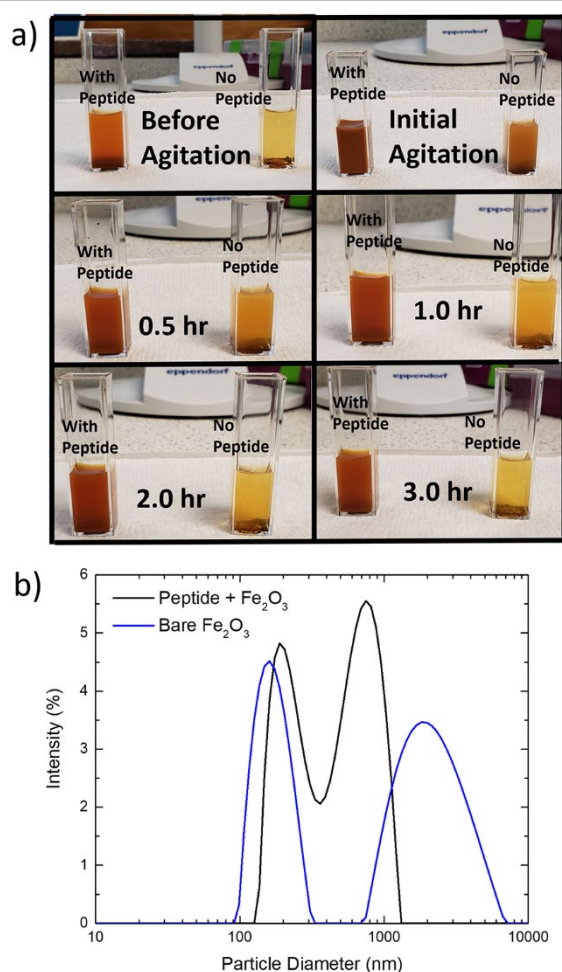 a)
With
Peptide
No
Peptide
Before
Agitation
eppendorf
With
Peptide
No
Peptide
Initial
Agitation
eppendorf
With
Peptide
No
Peptide
0.5 hr
eppendorf
With
Peptide
No
Peptide
1.0 hr
eppendorf
With
Peptide
No
Peptide
2.0 hr
eppendorf
With
Peptide
No
Peptide
3.0 hr
eppendorf
b)
Peptide + Fe₂O₃
Bare Fe₂O₃
6
5
4
3
2
1
0
Intensity (%)
10
100
1000
10000
Particle Diameter (nm)